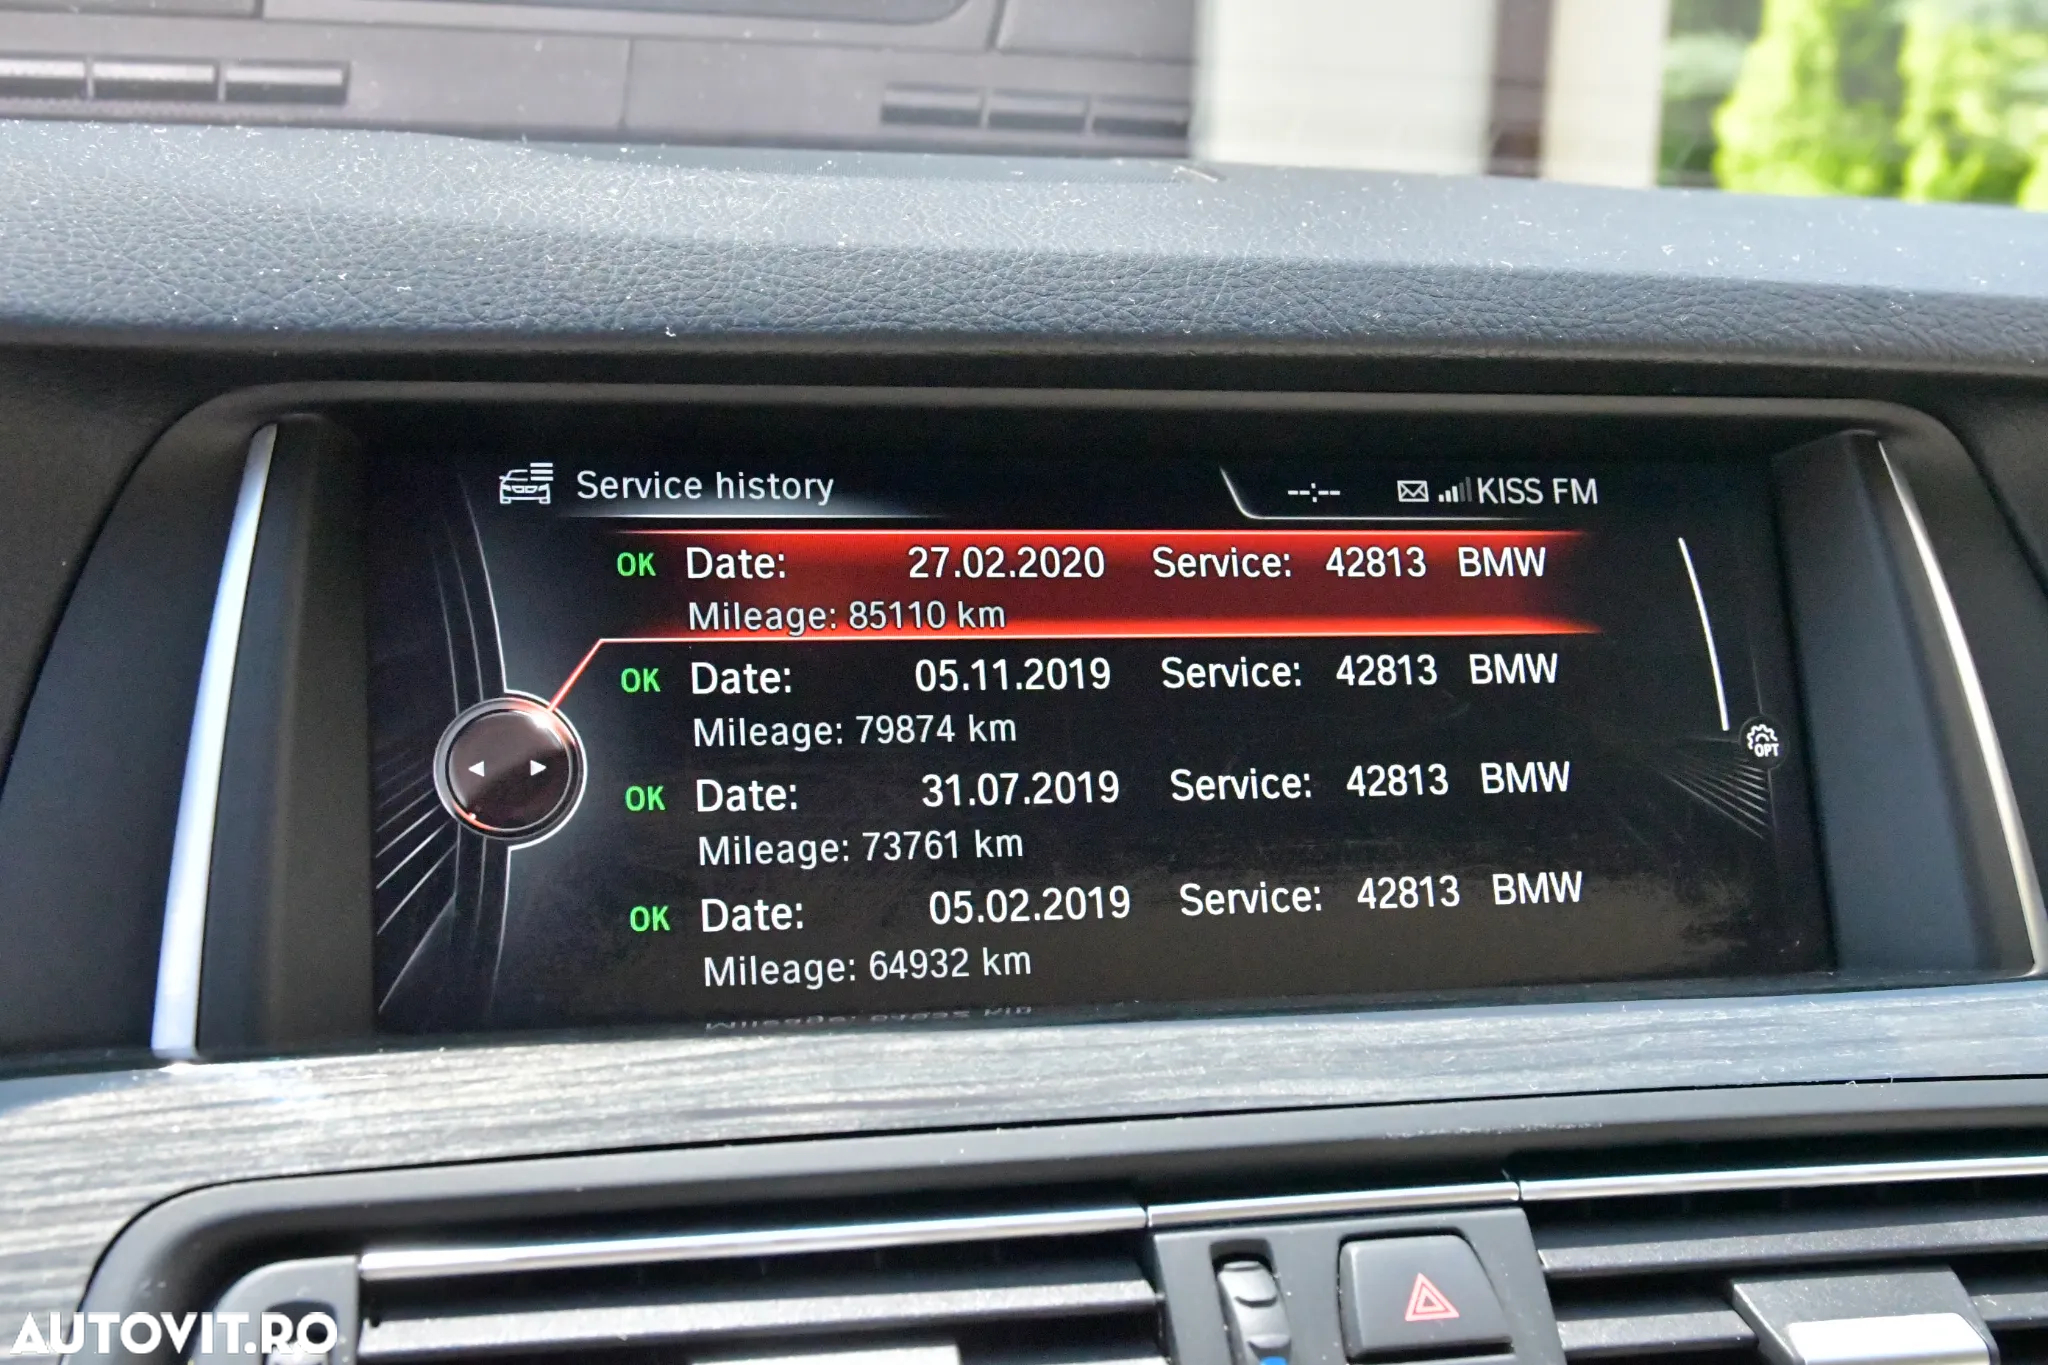 Service history
--:-- KISS FM
OK Date: 27.02.2020 Service: 42813 BMW
Mileage: 85110 km
OK Date: 05.11.2019 Service: 42813 BMW
Mileage: 79874 km
OK Date: 31.07.2019 Service: 42813 BMW
Mileage: 73761 km
OPT
OK Date: 05.02.2019 Service: 42813 BMW
Mileage: 64932 km
AUTOVIT.RO